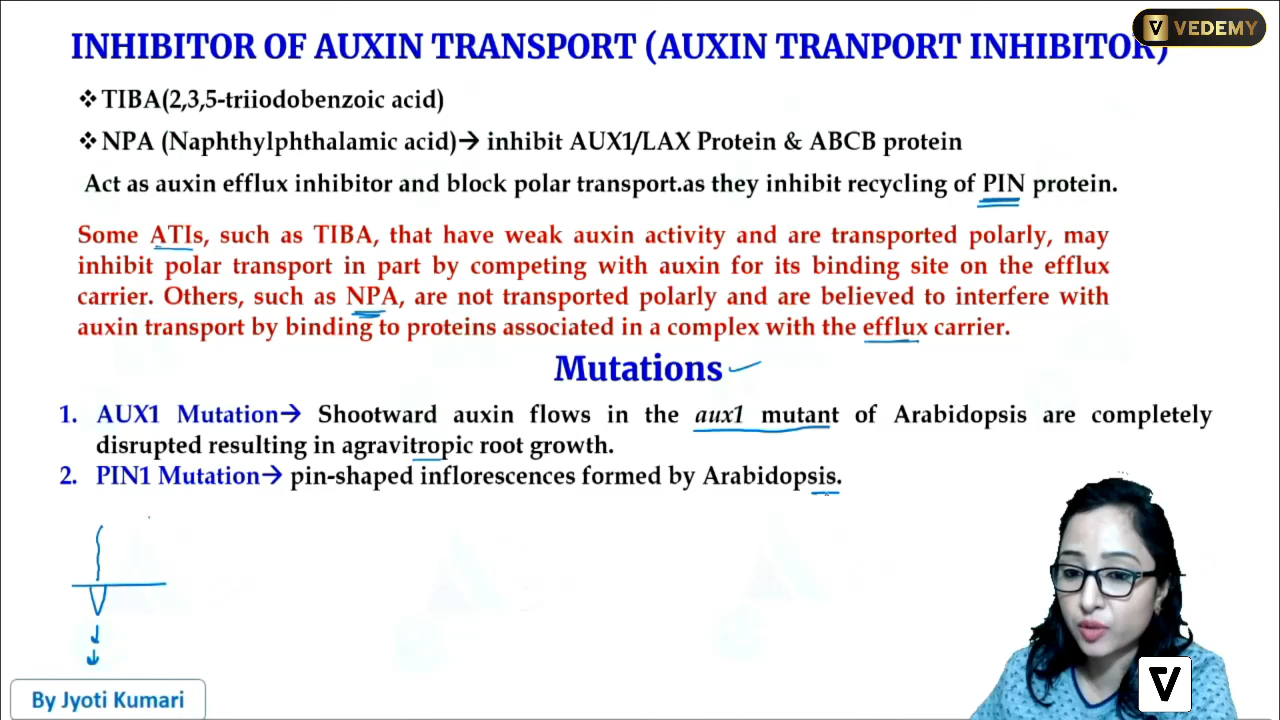 INHIBITOR OF AUXIN TRANSPORT (AUXIN TRANPORT INHIBITOR)
VEDEMY
❖TIBA(2,3,5-triiodobenzoic acid)
❖NPA (Naphthylphthalamic acid)→ inhibit AUX1/LAX Protein & ABCB protein
Act as auxin efflux inhibitor and block polar transport.as they inhibit recycling of PIN protein.
Some ATIs, such as TIBA, that have weak auxin activity and are transported polarly, may
inhibit polar transport in part by competing with auxin for its binding site on the efflux
carrier. Others, such as NPA, are not transported polarly and are believed to interfere with
auxin transport by binding to proteins associated in a complex with the efflux carrier.
Mutations
1. AUX1 Mutation→ Shootward auxin flows in the aux1 mutant of Arabidopsis are completely
disrupted resulting in agravitropic root growth.
2. PIN1 Mutation→ pin-shaped inflorescences formed by Arabidopsis.
By Jyoti Kumari